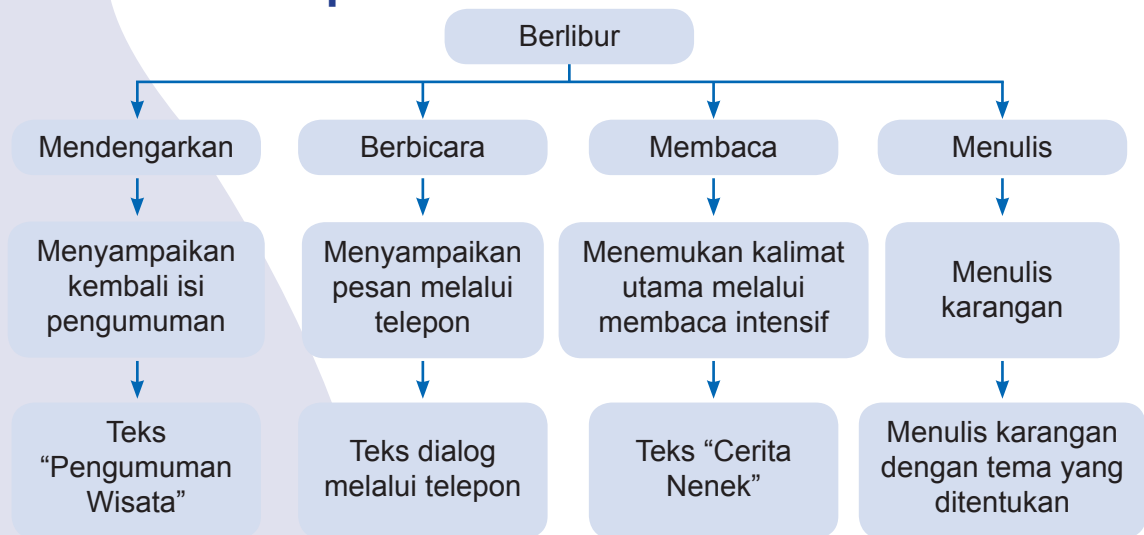 Berlibur
Mendengarkan
Berbicara
Membaca
Menulis
Menyampaikan
kembali isi
pengumuman
Menyampaikan
pesan melalui
telepon
Menemukan kalimat
utama melalui
membaca intensif
Menulis
karangan
Teks
“Pengumuman
Wisata”
Teks dialog
melalui telepon
Teks “Cerita
Nenek”
Menulis karangan
dengan tema yang
ditentukan